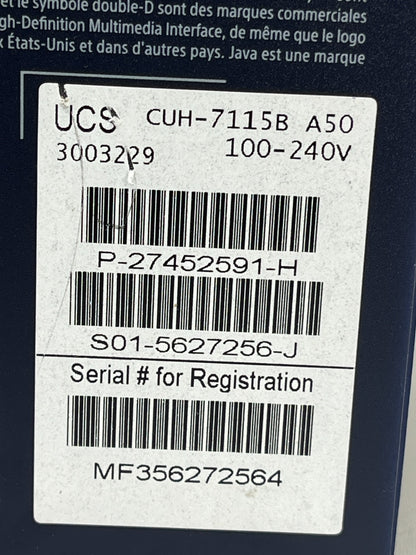 et le symbole double-D sont des marques commerciales
gh-Definition Multimedia Interface, de même que le logo
x États-Unis et dans d'autres pays. Java est une marque
UCS CUH-7115B A50
3003229 100-240V
P-27452591-H
S01-5627256-J
Serial # for Registration
MF356272564